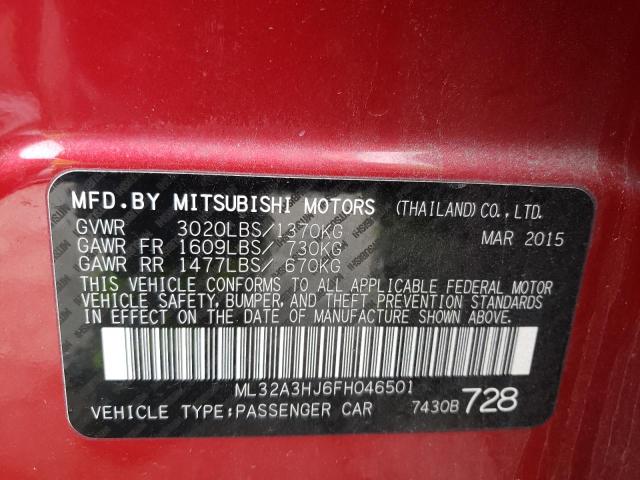 MFD.BY MITSUBISHI MOTORS (THAILAND) CO.,LTD.
GVWR 3020LBS/1370KG MAR 2015
GAWR FR 1609LBS/ 730KG
GAWR RR 1477LBS/ 670KG
THIS VEHICLE CONFORMS TO ALL APPLICABLE FEDERAL MOTOR
VEHICLE SAFETY, BUMPER, AND THEFT PREVENTION STANDARDS
IN EFFECT ON THE DATE OF MANUFACTURE SHOWN ABOVE.
ML32A3HJ6FH046501
VEHICLE TYPE:PASSENGER CAR 7430B 728